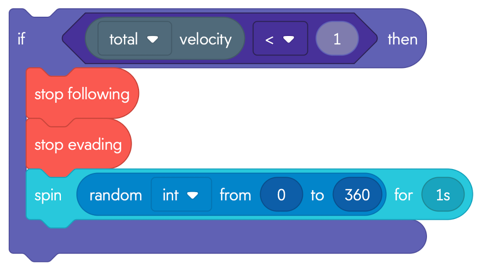 if total velocity < 1 then
stop following
stop evading
spin random int from 0 to 360 for 1s